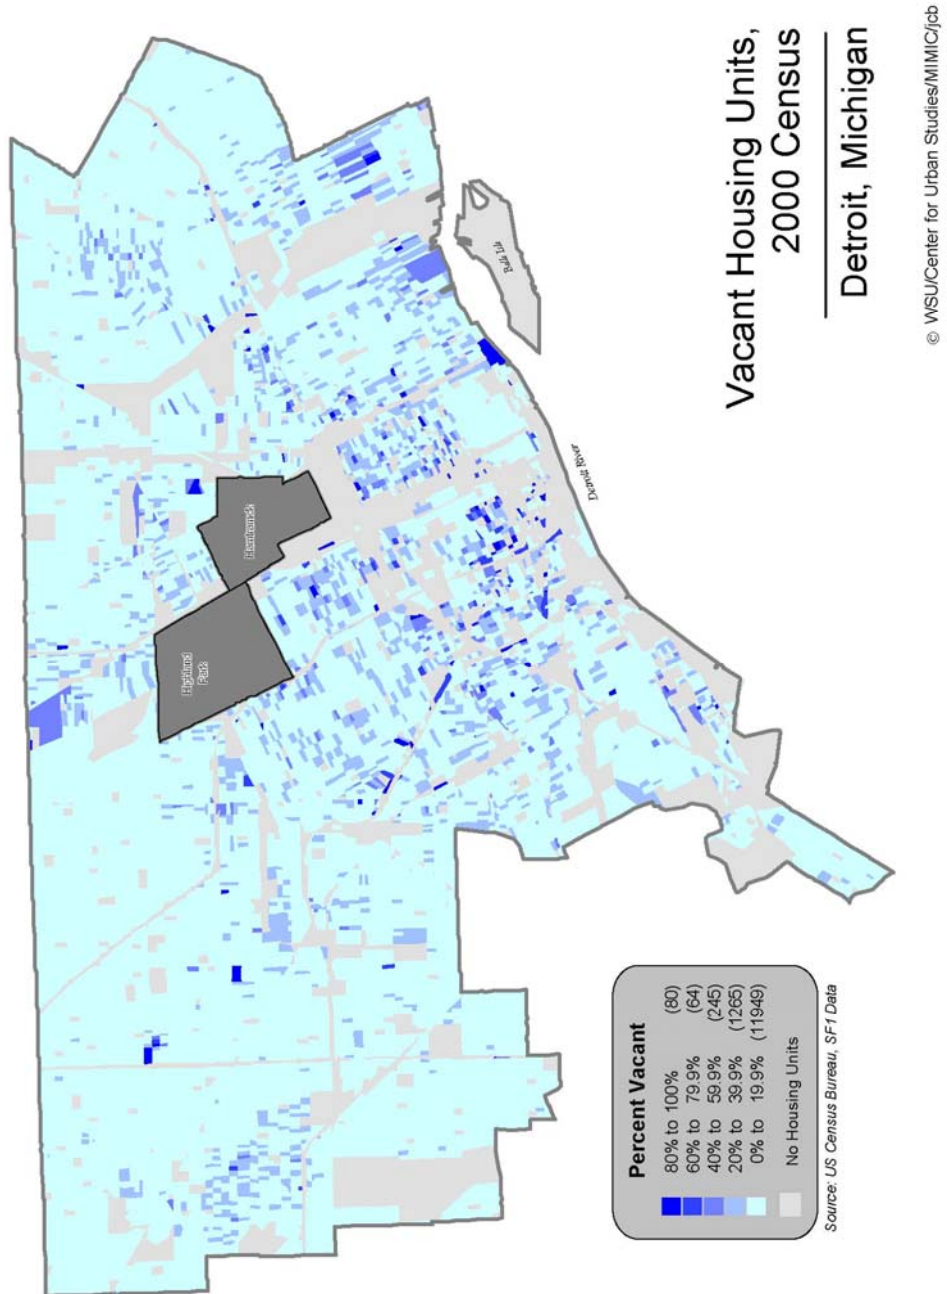 Vacant Housing Units,
2000 Census
Detroit, Michigan
Highland
Park
Hamtramck
Belle Isle
Detroit River
Percent Vacant
80% to 100% (80)
60% to 79.9% (64)
40% to 59.9% (245)
20% to 39.9% (1265)
0% to 19.9% (11949)
No Housing Units
Source: US Census Bureau, SF1 Data
© WSU/Center for Urban Studies/MIMIC/jcb